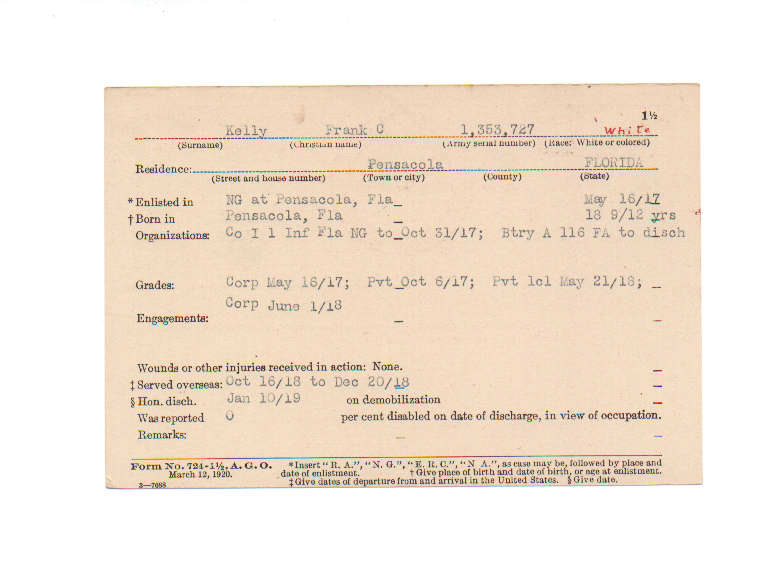 1½
Kelly Frank C 1,353,727 White
(Surname) (Christian name) (Army serial number) (Race: White or colored)
Residence: Pensacola FLORIDA
(Street and house number) (Town or city) (County) (State)
* Enlisted in NG at Pensacola, Fla May 16/17
† Born in Pensacola, Fla 18 9/12 yrs
Organizations: Co I 1 Inf Fla NG to Oct 31/17; Btry A 116 FA to disch
Grades: Corp May 16/17; Pvt Oct 6/17; Pvt 1cl May 21/18;
Corp June 1/18
Engagements:
Wounds or other injuries received in action: None.
‡ Served overseas: Oct 16/18 to Dec 20/18
§ Hon. disch. Jan 10/19 on demobilization
Was reported 0 per cent disabled on date of discharge, in view of occupation.
Remarks:
Form No. 724-1½, A. G. O. *Insert "R. A.", "N. G.", "E. R. C.", "N A.", as case may be, followed by place and
March 12, 1920. date of enlistment. † Give place of birth and date of birth, or age at enlistment.
3—7688 ‡ Give dates of departure from and arrival in the United States. § Give date.